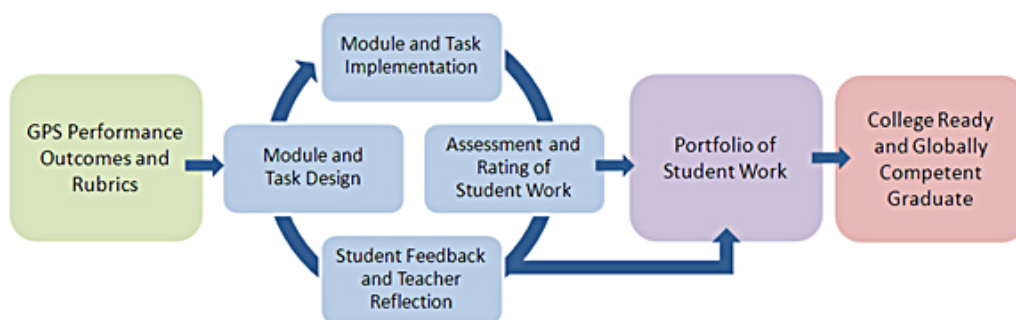 GPS Performance
Outcomes and
Rubrics
Module and
Task Design
Module and Task
Implementation
Assessment and
Rating of
Student Work
Student Feedback
and Teacher
Reflection
Portfolio of
Student Work
College Ready
and Globally
Competent
Graduate